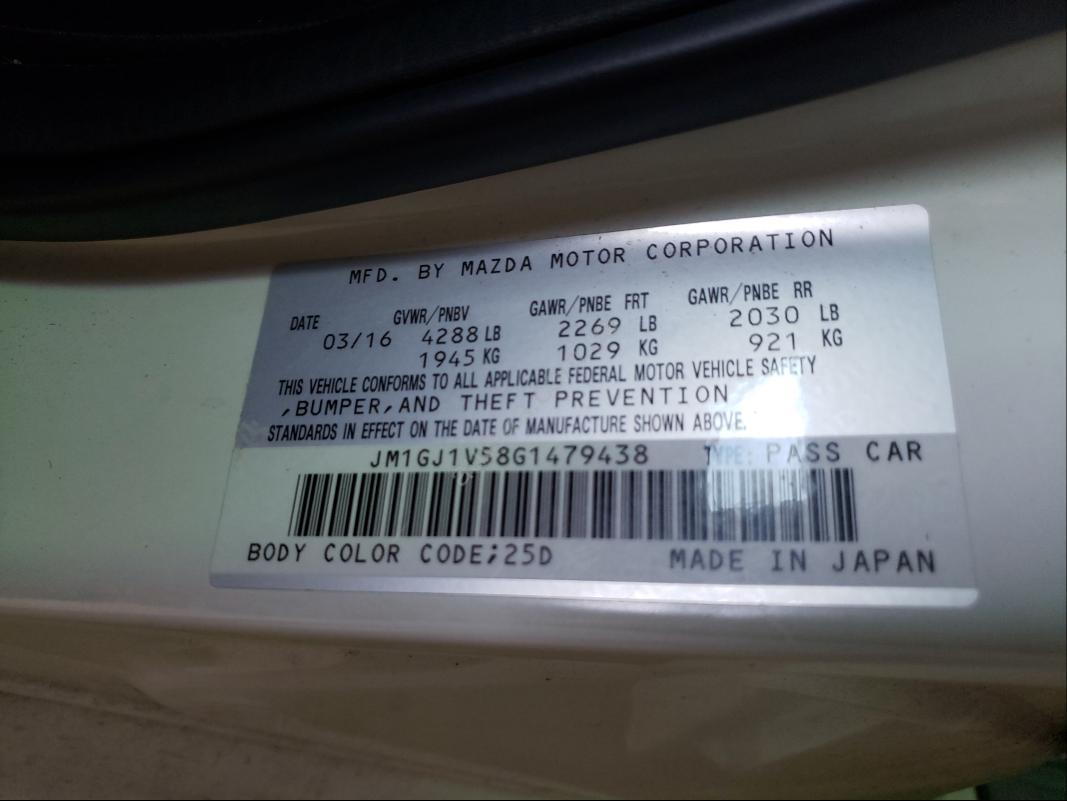 MFD. BY MAZDA MOTOR CORPORATION
DATE GVWR/PNBV GAWR/PNBE FRT GAWR/PNBE RR
03/16 4288 LB 2269 LB 2030 LB
1945 KG 1029 KG 921 KG
THIS VEHICLE CONFORMS TO ALL APPLICABLE FEDERAL MOTOR VEHICLE SAFETY
,BUMPER,AND THEFT PREVENTION
STANDARDS IN EFFECT ON THE DATE OF MANUFACTURE SHOWN ABOVE.
JM1GJ1V58G1479438 TYPE: PASS CAR
BODY COLOR CODE;25D MADE IN JAPAN